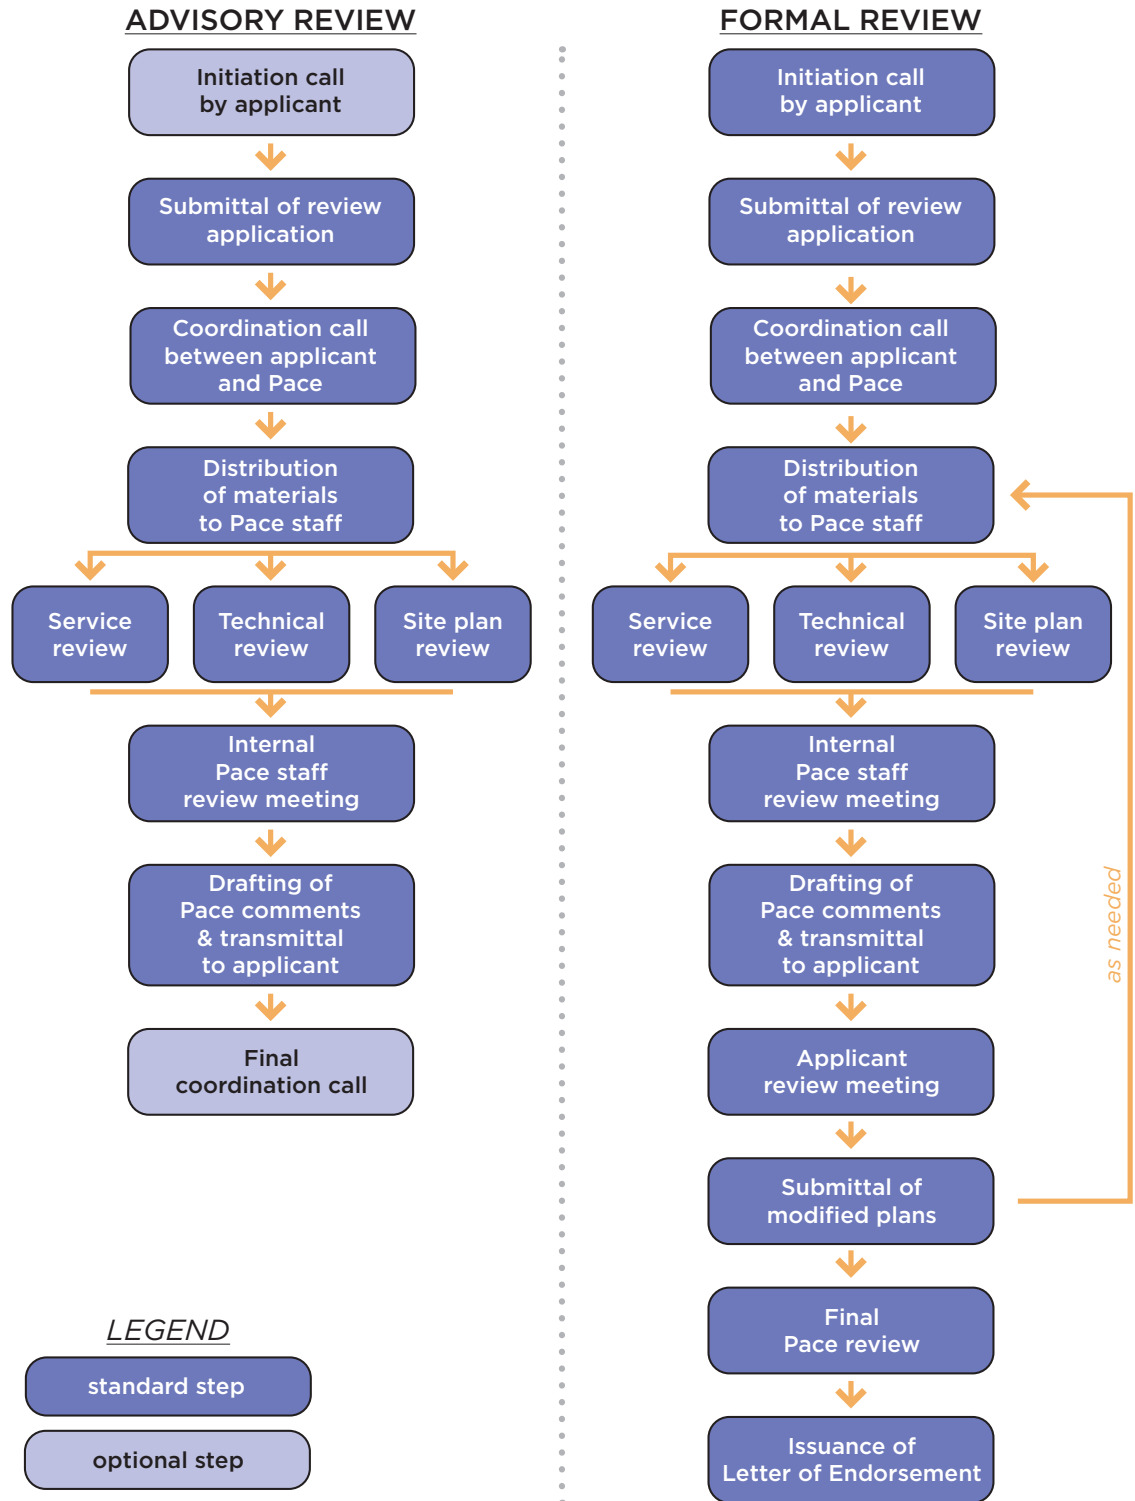 ADVISORY REVIEW
Initiation call
by applicant
Submittal of review
application
Coordination call
between applicant
and Pace
Distribution
of materials
to Pace staff
Service
review
Technical
review
Site plan
review
Internal
Pace staff
review meeting
Drafting of
Pace comments
& transmittal
to applicant
Final
coordination call
LEGEND
standard step
optional step
FORMAL REVIEW
Initiation call
by applicant
Submittal of review
application
Coordination call
between applicant
and Pace
Distribution
of materials
to Pace staff
Service
review
Technical
review
Site plan
review
Internal
Pace staff
review meeting
Drafting of
Pace comments
& transmittal
to applicant
Applicant
review meeting
Submittal of
modified plans
as needed
Final
Pace review
Issuance of
Letter of Endorsement